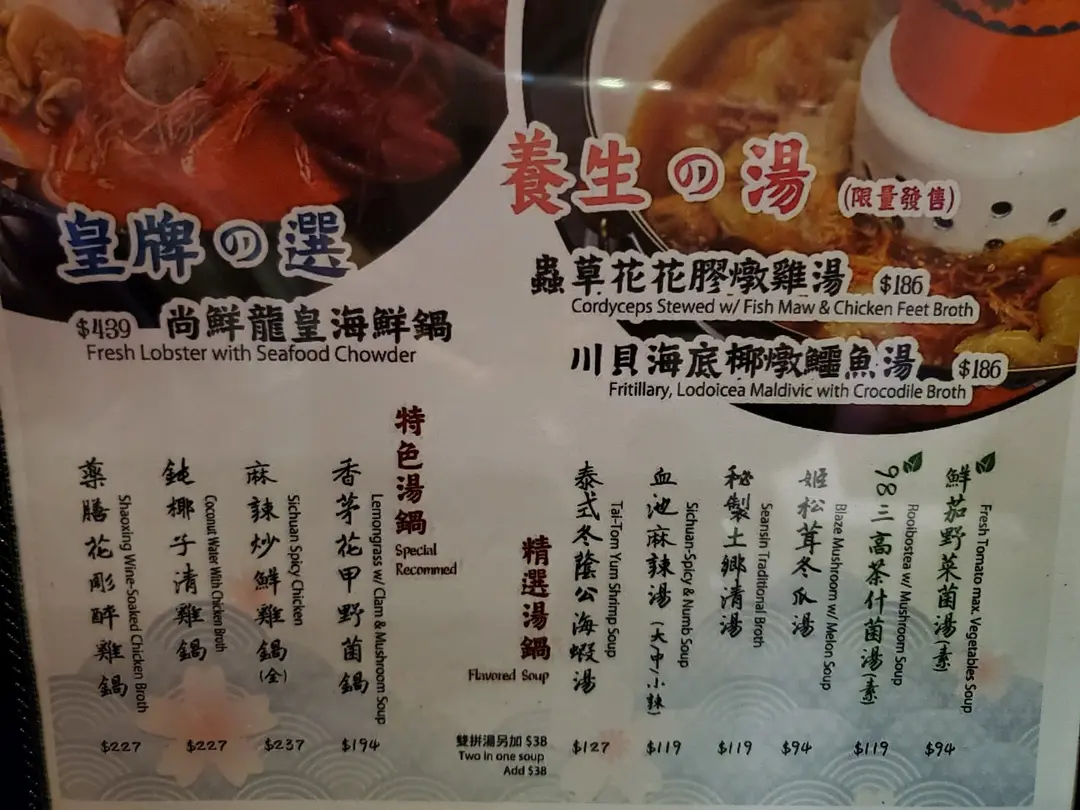 皇牌の選
$439 尚鮮龍皇海鮮鍋
Fresh Lobster with Seafood Chowder
養生の湯 (限量發售)
蟲草花花膠燉雞湯 $186
Cordyceps Stewed w/ Fish Maw & Chicken Feet Broth
川貝海底椰燉鱷魚湯 $186
Fritillary, Lodoicea Maldivic with Crocodile Broth
特色湯鍋
Special
Recommed
香茅花甲野菌鍋
Lemongrass w/ Clam & Mushroom Soup
$194
麻辣炒鮮雞鍋(全)
Sichuan Spicy Chicken
$237
鈍椰子清雞鍋
Coconut Water With Chicken Broth
$227
藥膳花彫醉雞鍋
Shaoxing Wine-Soaked Chicken Broth
$227
精選湯鍋
Flavored Soup
雙拼湯另加 $38
Two in one soup
Add $38
鮮茄野菜菌湯(素)
Fresh Tomato max Vegetables Soup
$94
98三高茶什菌湯(素)
Rooibostea w/ Mushroom Soup
$119
姬松茸冬瓜湯
Blaze Mushroom w/ Melon Soup
$94
秘製土鄉清湯
Seansin Traditional Broth
$119
血池麻辣湯(大中小辣)
Sichuan-Spicy & Numb Soup
$119
泰式冬蔭公海蝦湯
Tai-Tom Yum Shrimp Soup
$127